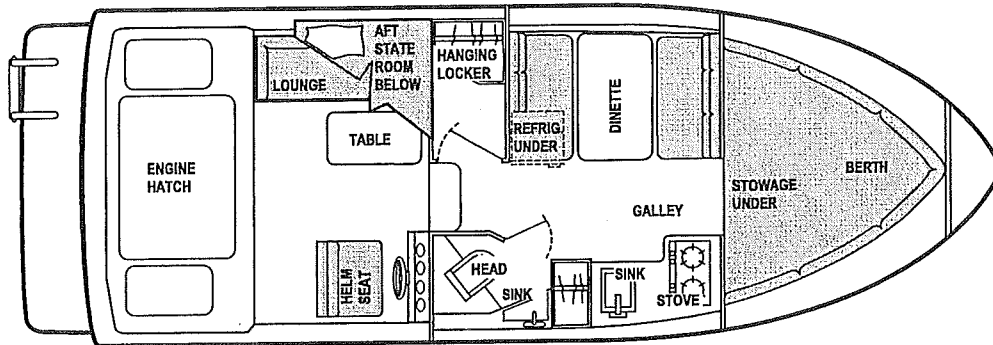 AFT
STATE
ROOM
BELOW
LOUNGE
HANGING
LOCKER
TABLE
REFRIG
UNDER
DINETTE
ENGINE
HATCH
BERTH
STOWAGE
UNDER
GALLEY
HELM
SEAT
HEAD
SINK
SINK
STOVE